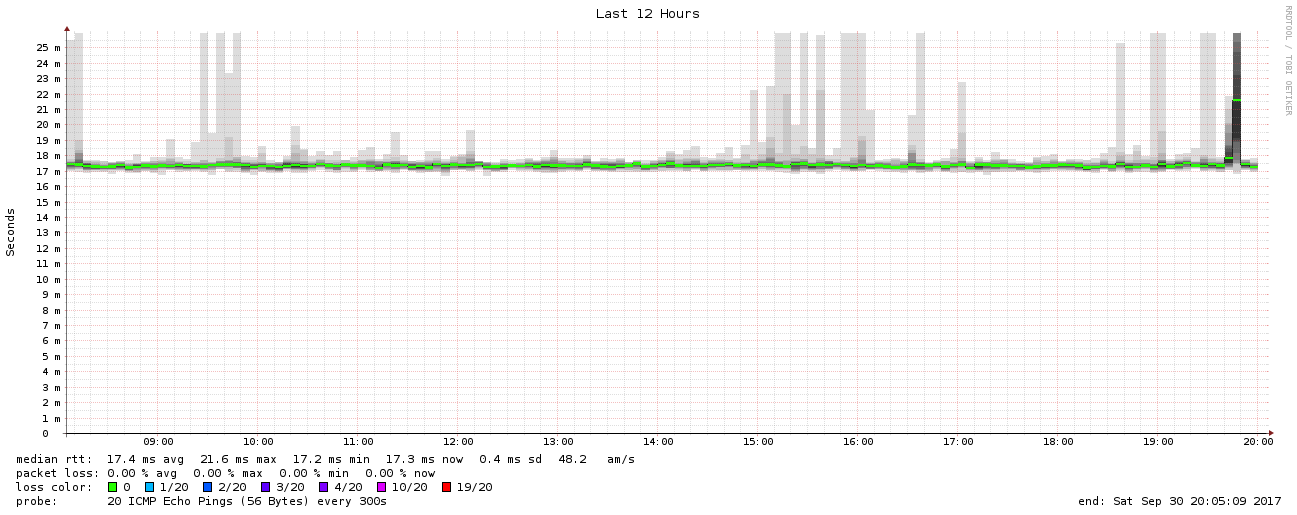 Last 12 Hours
RRDTOOL / TOBI OETIKER
Seconds
25 m
24 m
23 m
22 m
21 m
20 m
19 m
18 m
17 m
16 m
15 m
14 m
13 m
12 m
11 m
10 m
9 m
8 m
7 m
6 m
5 m
4 m
3 m
2 m
1 m
0
09:00 10:00 11:00 12:00 13:00 14:00 15:00 16:00 17:00 18:00 19:00 20:00
median rtt: 17.4 ms avg 21.6 ms max 17.2 ms min 17.3 ms now 0.4 ms sd 48.2 am/s
packet loss: 0.00 % avg 0.00 % max 0.00 % min 0.00 % now
loss color: 0 1/20 2/20 3/20 4/20 10/20 19/20
probe: 20 ICMP Echo Pings (56 Bytes) every 300s end: Sat Sep 30 20:05:09 2017